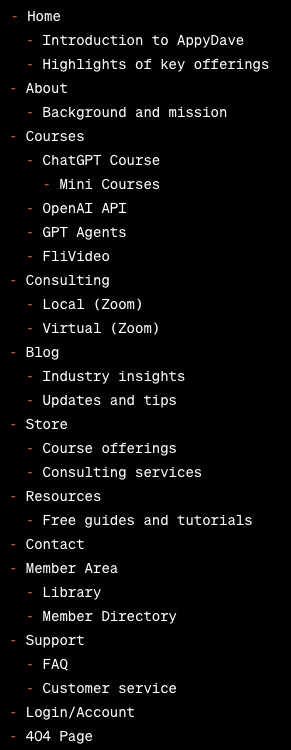 - Home
  - Introduction to AppyDave
  - Highlights of key offerings
- About
  - Background and mission
- Courses
  - ChatGPT Course
    - Mini Courses
  - OpenAI API
  - GPT Agents
  - FliVideo
- Consulting
  - Local (Zoom)
  - Virtual (Zoom)
- Blog
  - Industry insights
  - Updates and tips
- Store
  - Course offerings
  - Consulting services
- Resources
  - Free guides and tutorials
- Contact
- Member Area
  - Library
  - Member Directory
- Support
  - FAQ
  - Customer service
- Login/Account
- 404 Page